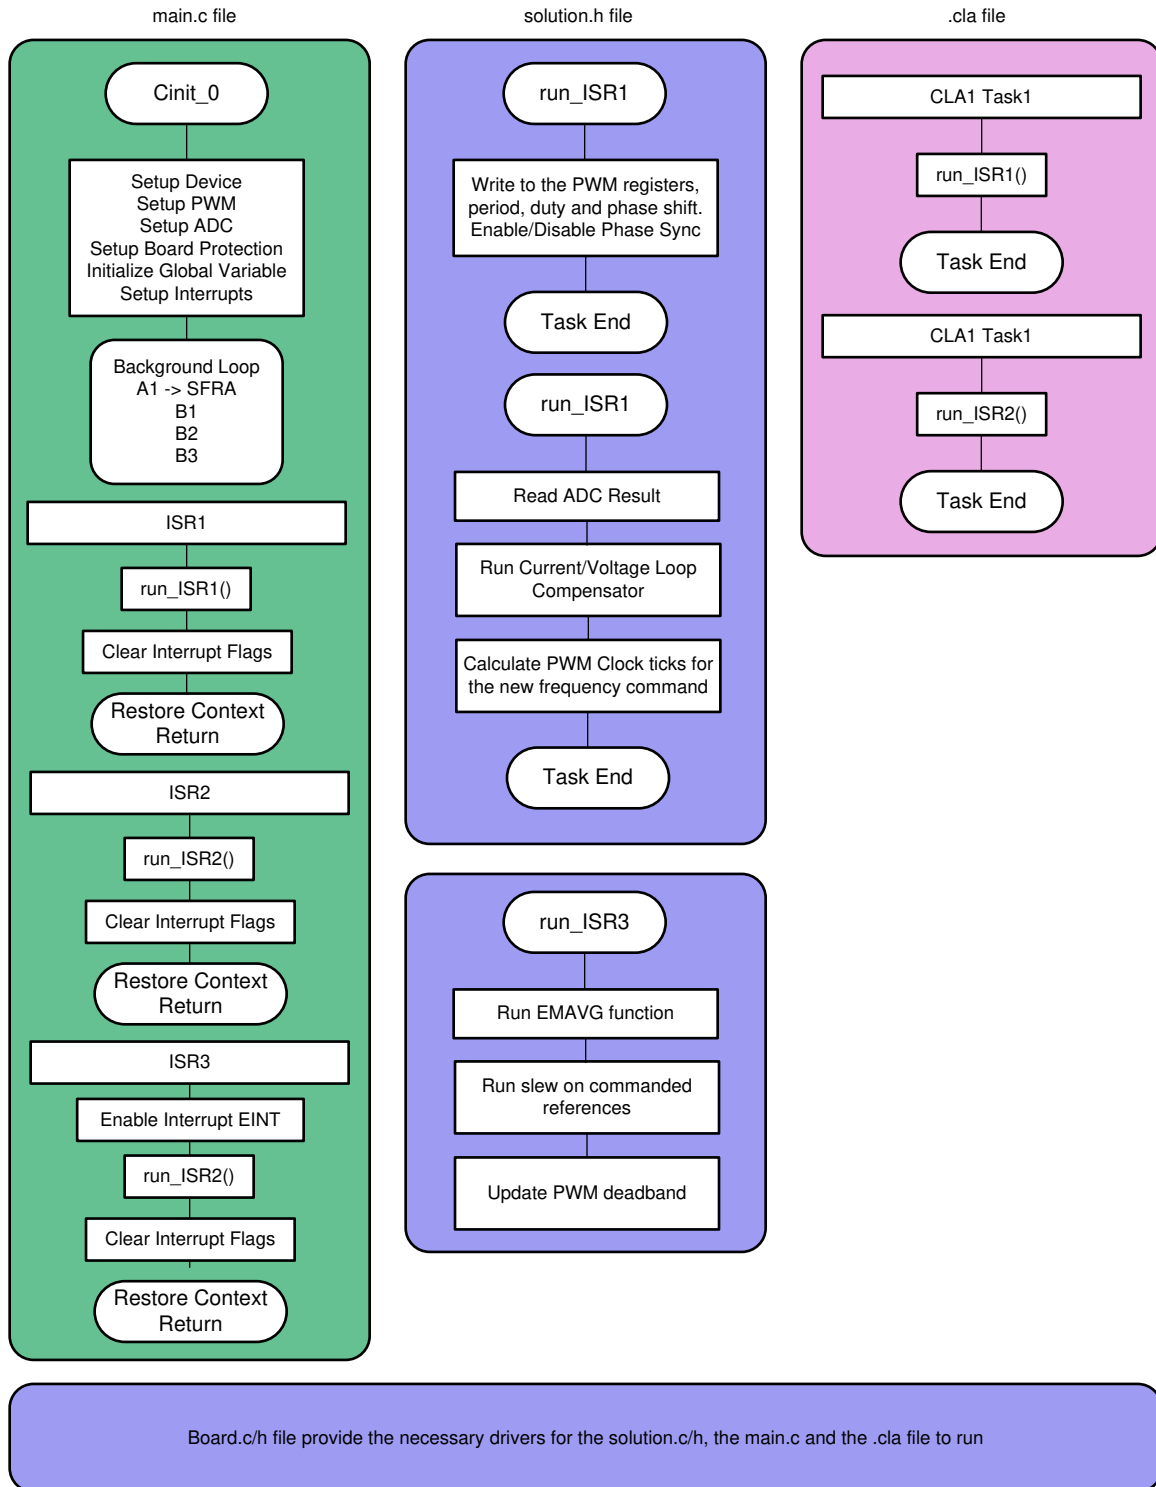 main.c file
Cinit_0
Setup Device
Setup PWM
Setup ADC
Setup Board Protection
Initialize Global Variable
Setup Interrupts
Background Loop
A1 -> SFRA
B1
B2
B3
ISR1
run_ISR1()
Clear Interrupt Flags
Restore Context
Return
ISR2
run_ISR2()
Clear Interrupt Flags
Restore Context
Return
ISR3
Enable Interrupt EINT
run_ISR2()
Clear Interrupt Flags
Restore Context
Return
solution.h file
run_ISR1
Write to the PWM registers,
period, duty and phase shift.
Enable/Disable Phase Sync
Task End
run_ISR1
Read ADC Result
Run Current/Voltage Loop
Compensator
Calculate PWM Clock ticks for
the new frequency command
Task End
run_ISR3
Run EMAVG function
Run slew on commanded
references
Update PWM deadband
.cla file
CLA1 Task1
run_ISR1()
Task End
CLA1 Task1
run_ISR2()
Task End
Board.c/h file provide the necessary drivers for the solution.c/h, the main.c and the .cla file to run